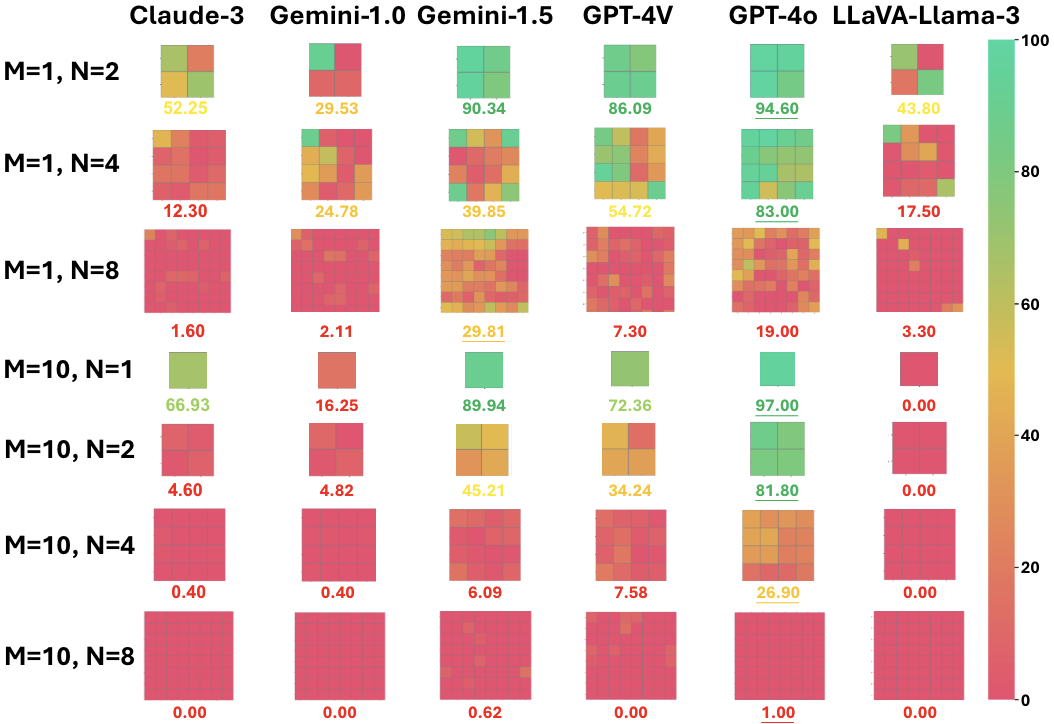 Claude-3 Gemini-1.0 Gemini-1.5 GPT-4V GPT-4o LLaVA-Llama-3
100
M=1, N=2
52.25 29.53 90.34 86.09 94.60 43.80
M=1, N=4
80
12.30 24.78 39.85 54.72 83.00 17.50
M=1, N=8
60
1.60 2.11 29.81 7.30 19.00 3.30
M=10, N=1
66.93 16.25 89.94 72.36 97.00 0.00
40
M=10, N=2
4.60 4.82 45.21 34.24 81.80 0.00
M=10, N=4
20
0.40 0.40 6.09 7.58 26.90 0.00
M=10, N=8
0
0.00 0.00 0.62 0.00 1.00 0.00